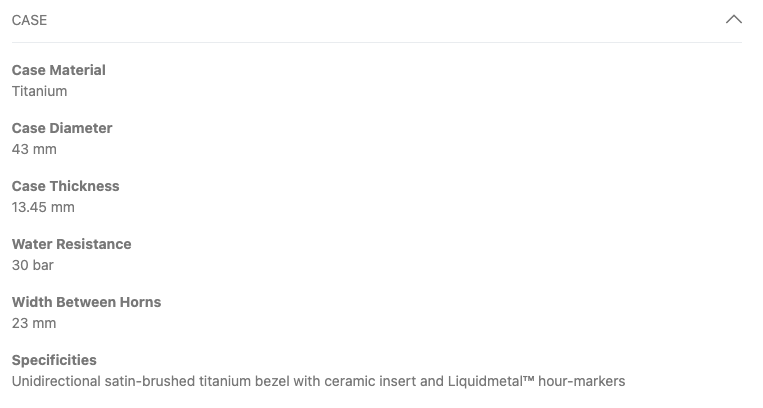 CASE
Case Material
Titanium
Case Diameter
43 mm
Case Thickness
13.45 mm
Water Resistance
30 bar
Width Between Horns
23 mm
Specificities
Unidirectional satin-brushed titanium bezel with ceramic insert and Liquidmetal™ hour-markers